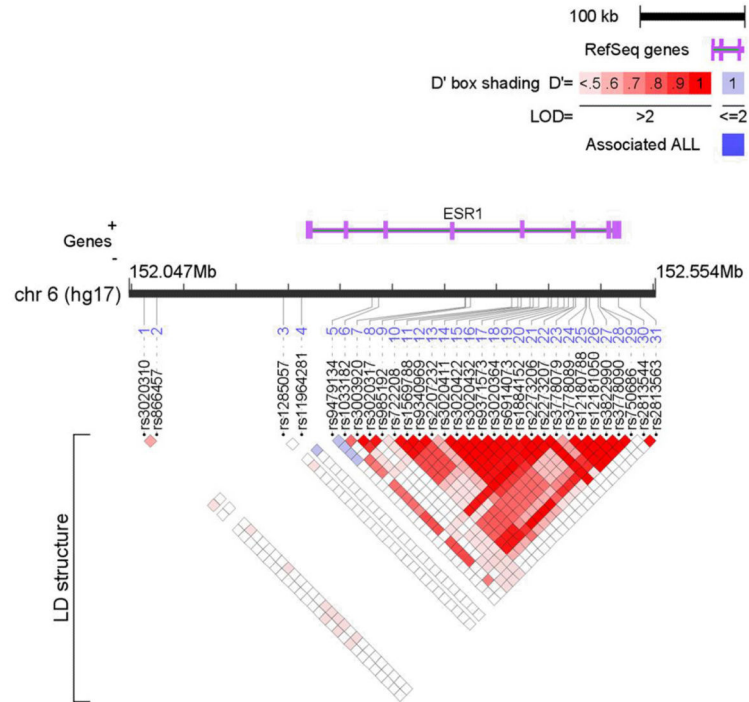 100 kb
RefSeq genes
D' box shading D'= <.5 .6 .7 .8 .9 1 1
LOD= >2 <=2
Associated ALL
ESR1
Genes + -
152.047Mb 152.554Mb
chr 6 (hg17)
1 2 3 4 5 6 7 8 9 10 11 12 13 14 15 16 17 18 19 20 21 22 23 24 25 26 27 28 29 30 31
rs3020310
rs866457
rs1285057
rs11964281
rs9479134
rs1033182
rs3003920
rs3020317
rs985192
rs722208
rs1569788
rs9340969
rs3020411
rs3020422
rs3020432
rs9371573
rs3020364
rs6914073
rs1884152
rs2273206
rs2273207
rs3778079
rs3778089
rs12180788
rs12181050
rs3822990
rs3778090
rs750686
rs2813544
rs2813563
LD structure